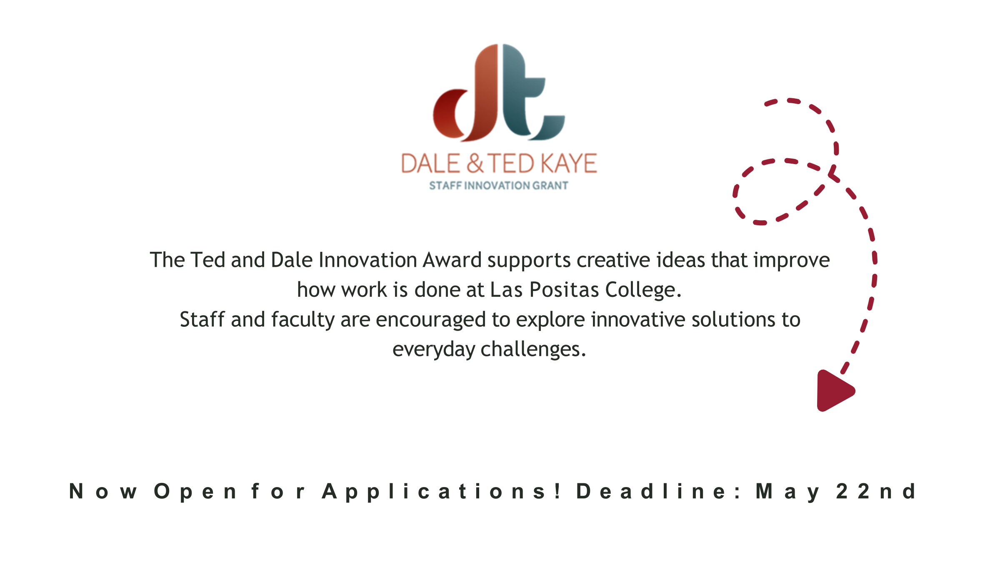 dt
DALE & TED KAYE
STAFF INNOVATION GRANT
The Ted and Dale Innovation Award supports creative ideas that improve
how work is done at Las Positas College.
Staff and faculty are encouraged to explore innovative solutions to
everyday challenges.
Now Open for Applications! Deadline: May 22nd